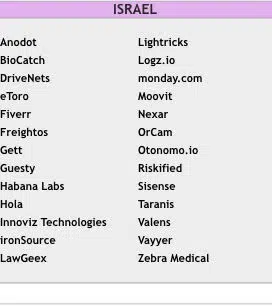 ISRAEL
Anodot
BioCatch
DriveNets
eToro
Fiverr
Freightos
Gett
Guesty
Habana Labs
Hola
Innoviz Technologies
ironSource
LawGeex
Lightricks
Logz.io
monday.com
Moovit
Nexar
OrCam
Otonomo.io
Riskified
Sisense
Taranis
Valens
Vayyer
Zebra Medical